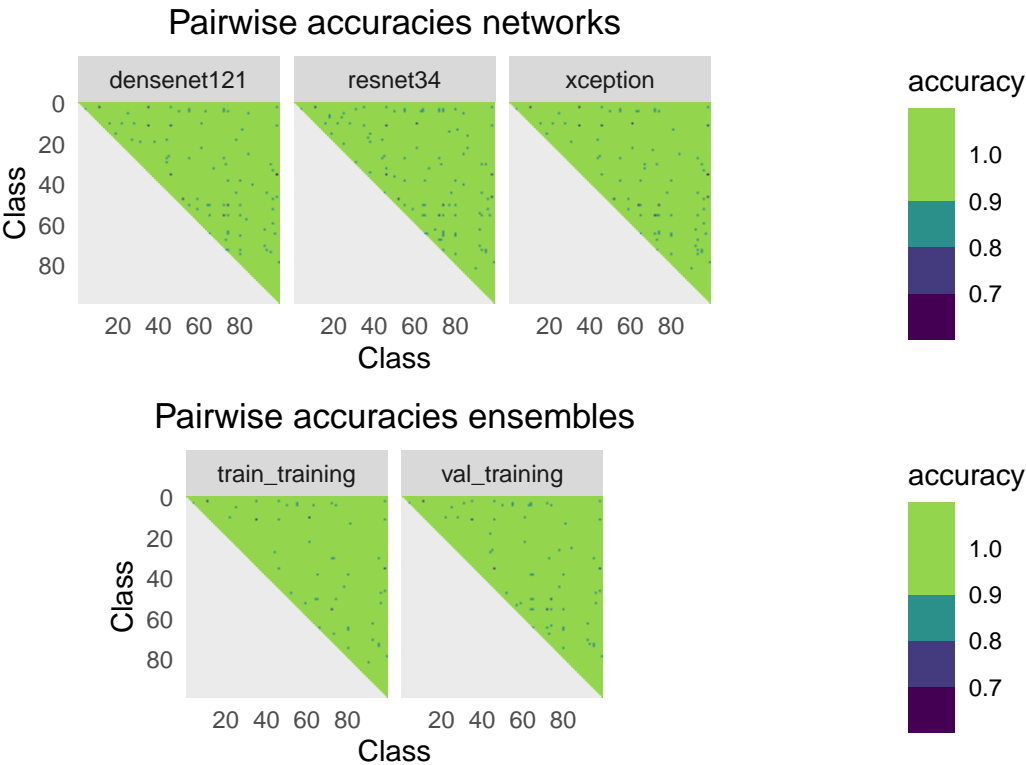 Pairwise accuracies networks
densenet121 resnet34 xception
accuracy
Class
0
20
40
60
80
20 40 60 80 20 40 60 80 20 40 60 80
Class
1.0
0.9
0.8
0.7
Pairwise accuracies ensembles
train_training val_training
accuracy
Class
0
20
40
60
80
20 40 60 80 20 40 60 80
Class
1.0
0.9
0.8
0.7